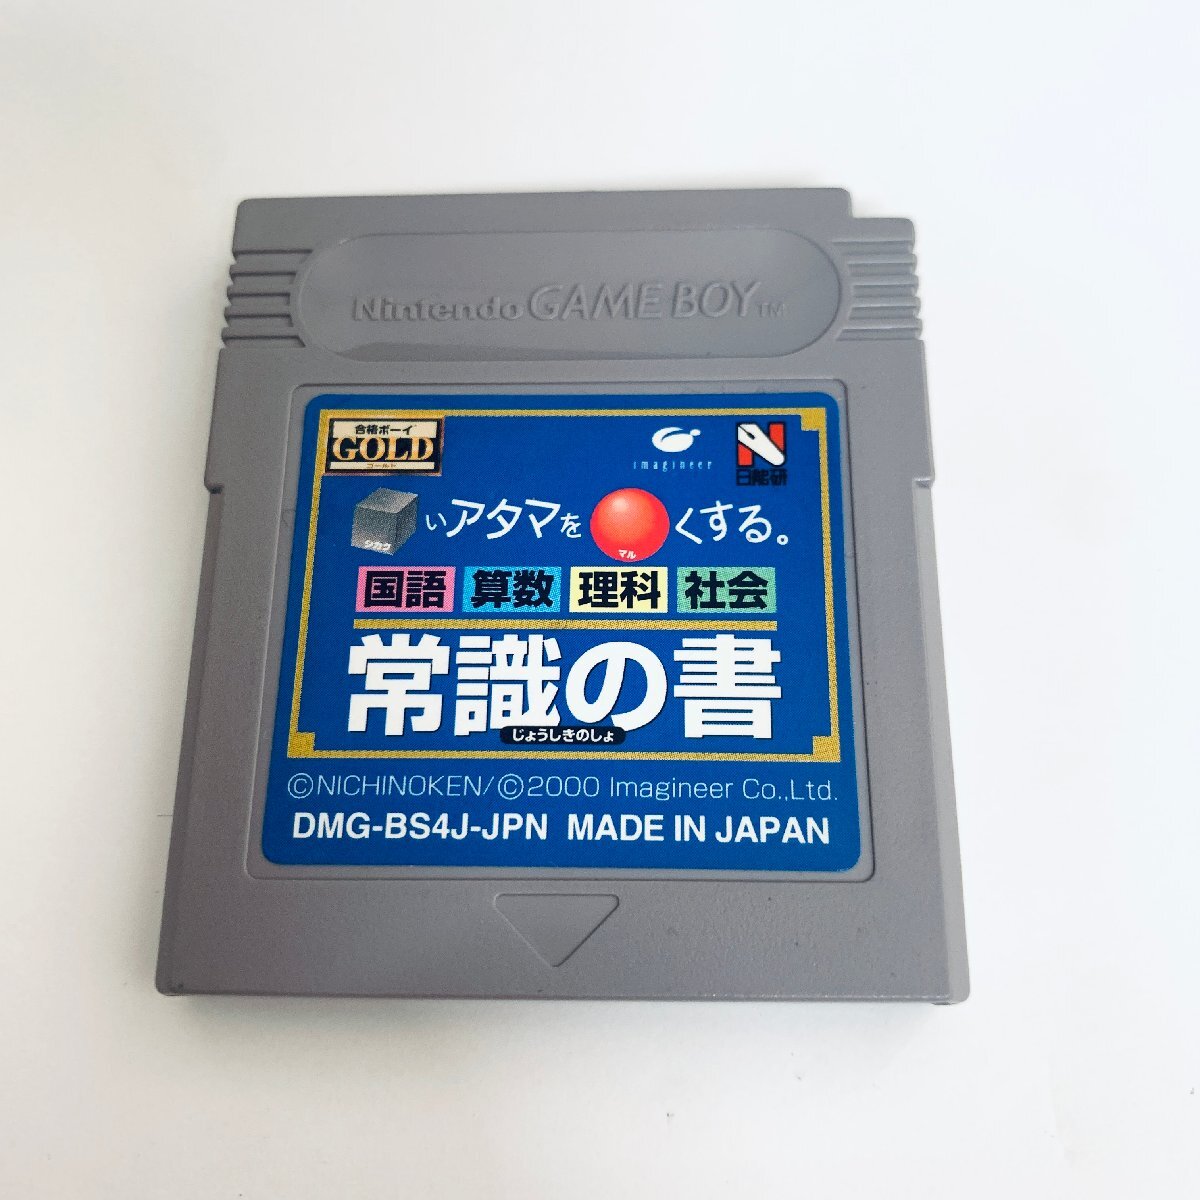 Nintendo GAME BOY TM
合格ボーイ
GOLD
ゴールド
imagineer
日能研
シカク
いアタマを
マル
くする。
国語 算数 理科 社会
常識の書
じょうしきのしょ
©NICHINOKEN/©2000 Imagineer Co.,Ltd.
DMG-BS4J-JPN MADE IN JAPAN